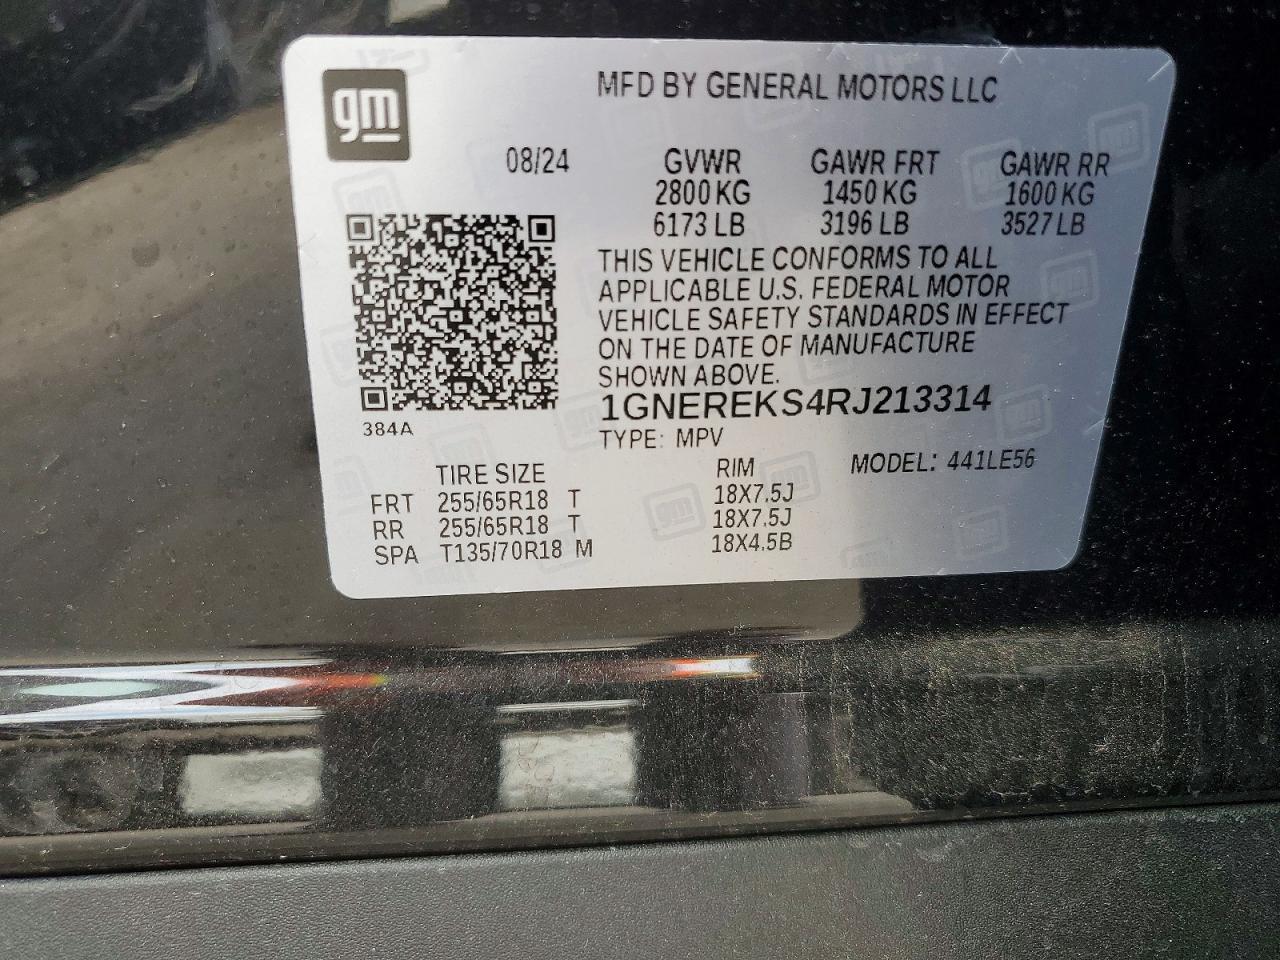 gm
MFD BY GENERAL MOTORS LLC
08/24 GVWR GAWR FRT GAWR RR
2800 KG 1450 KG 1600 KG
6173 LB 3196 LB 3527 LB
THIS VEHICLE CONFORMS TO ALL
APPLICABLE U.S. FEDERAL MOTOR
VEHICLE SAFETY STANDARDS IN EFFECT
ON THE DATE OF MANUFACTURE
SHOWN ABOVE.
1GNEREKS4RJ213314
384A
TYPE: MPV
TIRE SIZE RIM MODEL: 441LE56
FRT 255/65R18 T 18X7.5J
RR 255/65R18 T 18X7.5J
SPA T135/70R18 M 18X4.5B